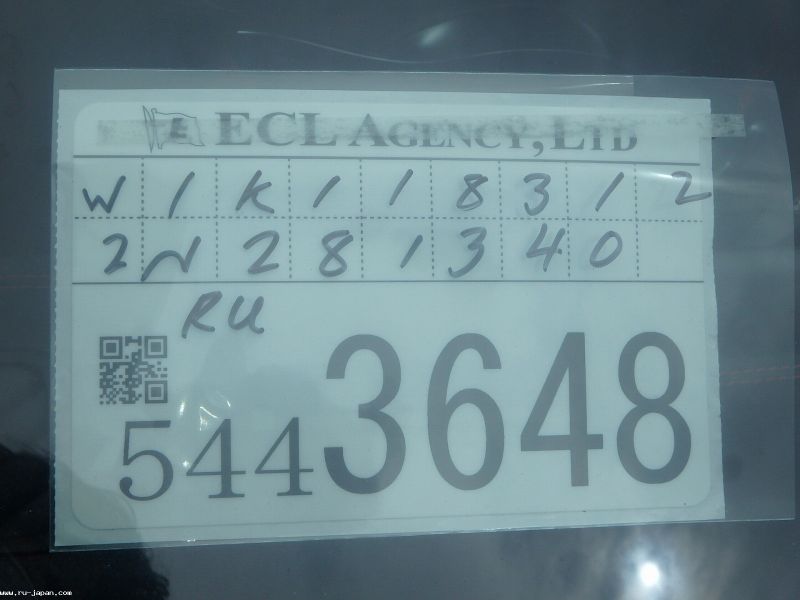 ECL AGENCY, LTD
W 1 K 1 1 8 3 1 2
2 N 2 8 1 3 4 0
RU
5443648
www.ru-japan.com